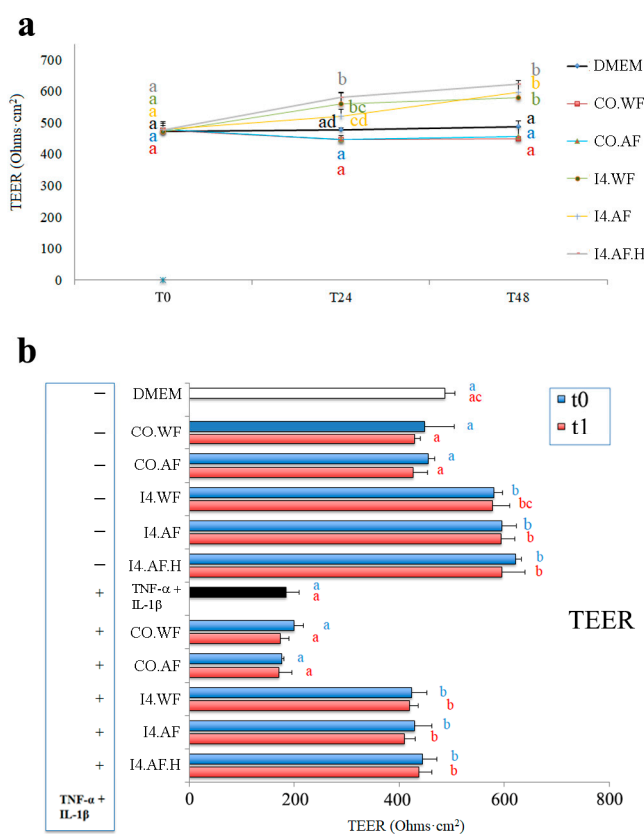 a
700
600
500
400
300
200
100
0
TEER (Ohms·cm²)
a
a
a
a
a
a
b
bc
ad
cd
a
a
b
b
b
a
a
a
T0
T24
T48
DMEM
CO.WF
CO.AF
I4.WF
I4.AF
I4.AF.H
b
t0
t1
− DMEM a
ac
− CO.WF a
a
− CO.AF a
a
− I4.WF b
bc
− I4.AF b
b
− I4.AF.H b
b
+ TNF-α + a
IL-1β a
TEER
+ CO.WF a
a
+ CO.AF a
a
+ I4.WF b
b
+ I4.AF b
b
+ I4.AF.H b
b
TNF-α +
IL-1β
0 200 400 600 800
TEER (Ohms·cm²)